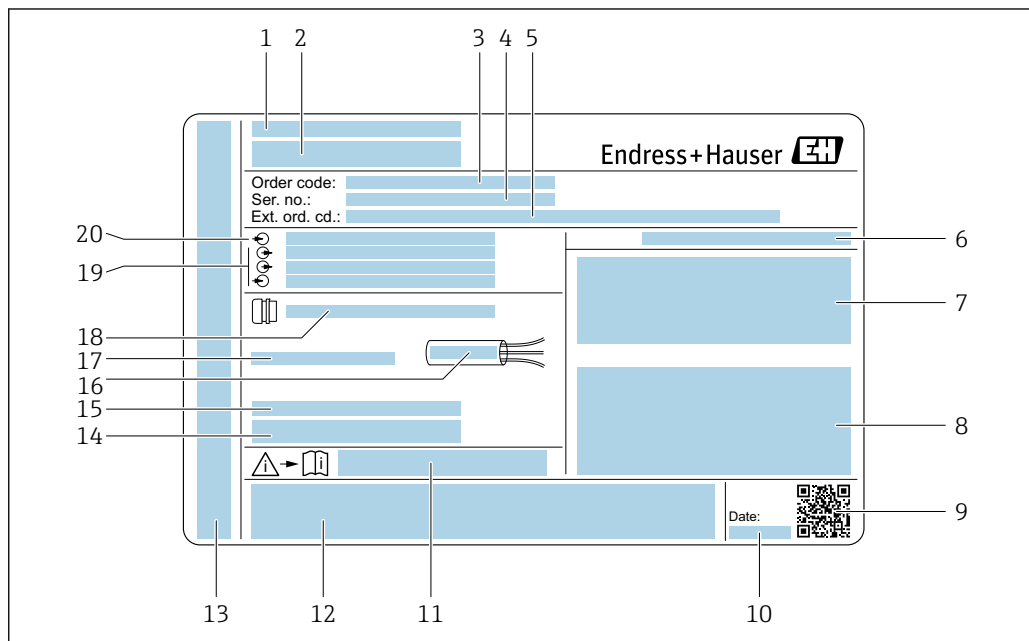 1 2 3 4 5
Endress+Hauser EH
Order code:
Ser. no.:
Ext. ord. cd.:
20
6
19
7
18
17
16
15
14
8
i i
9
Date:
13 12 11 10